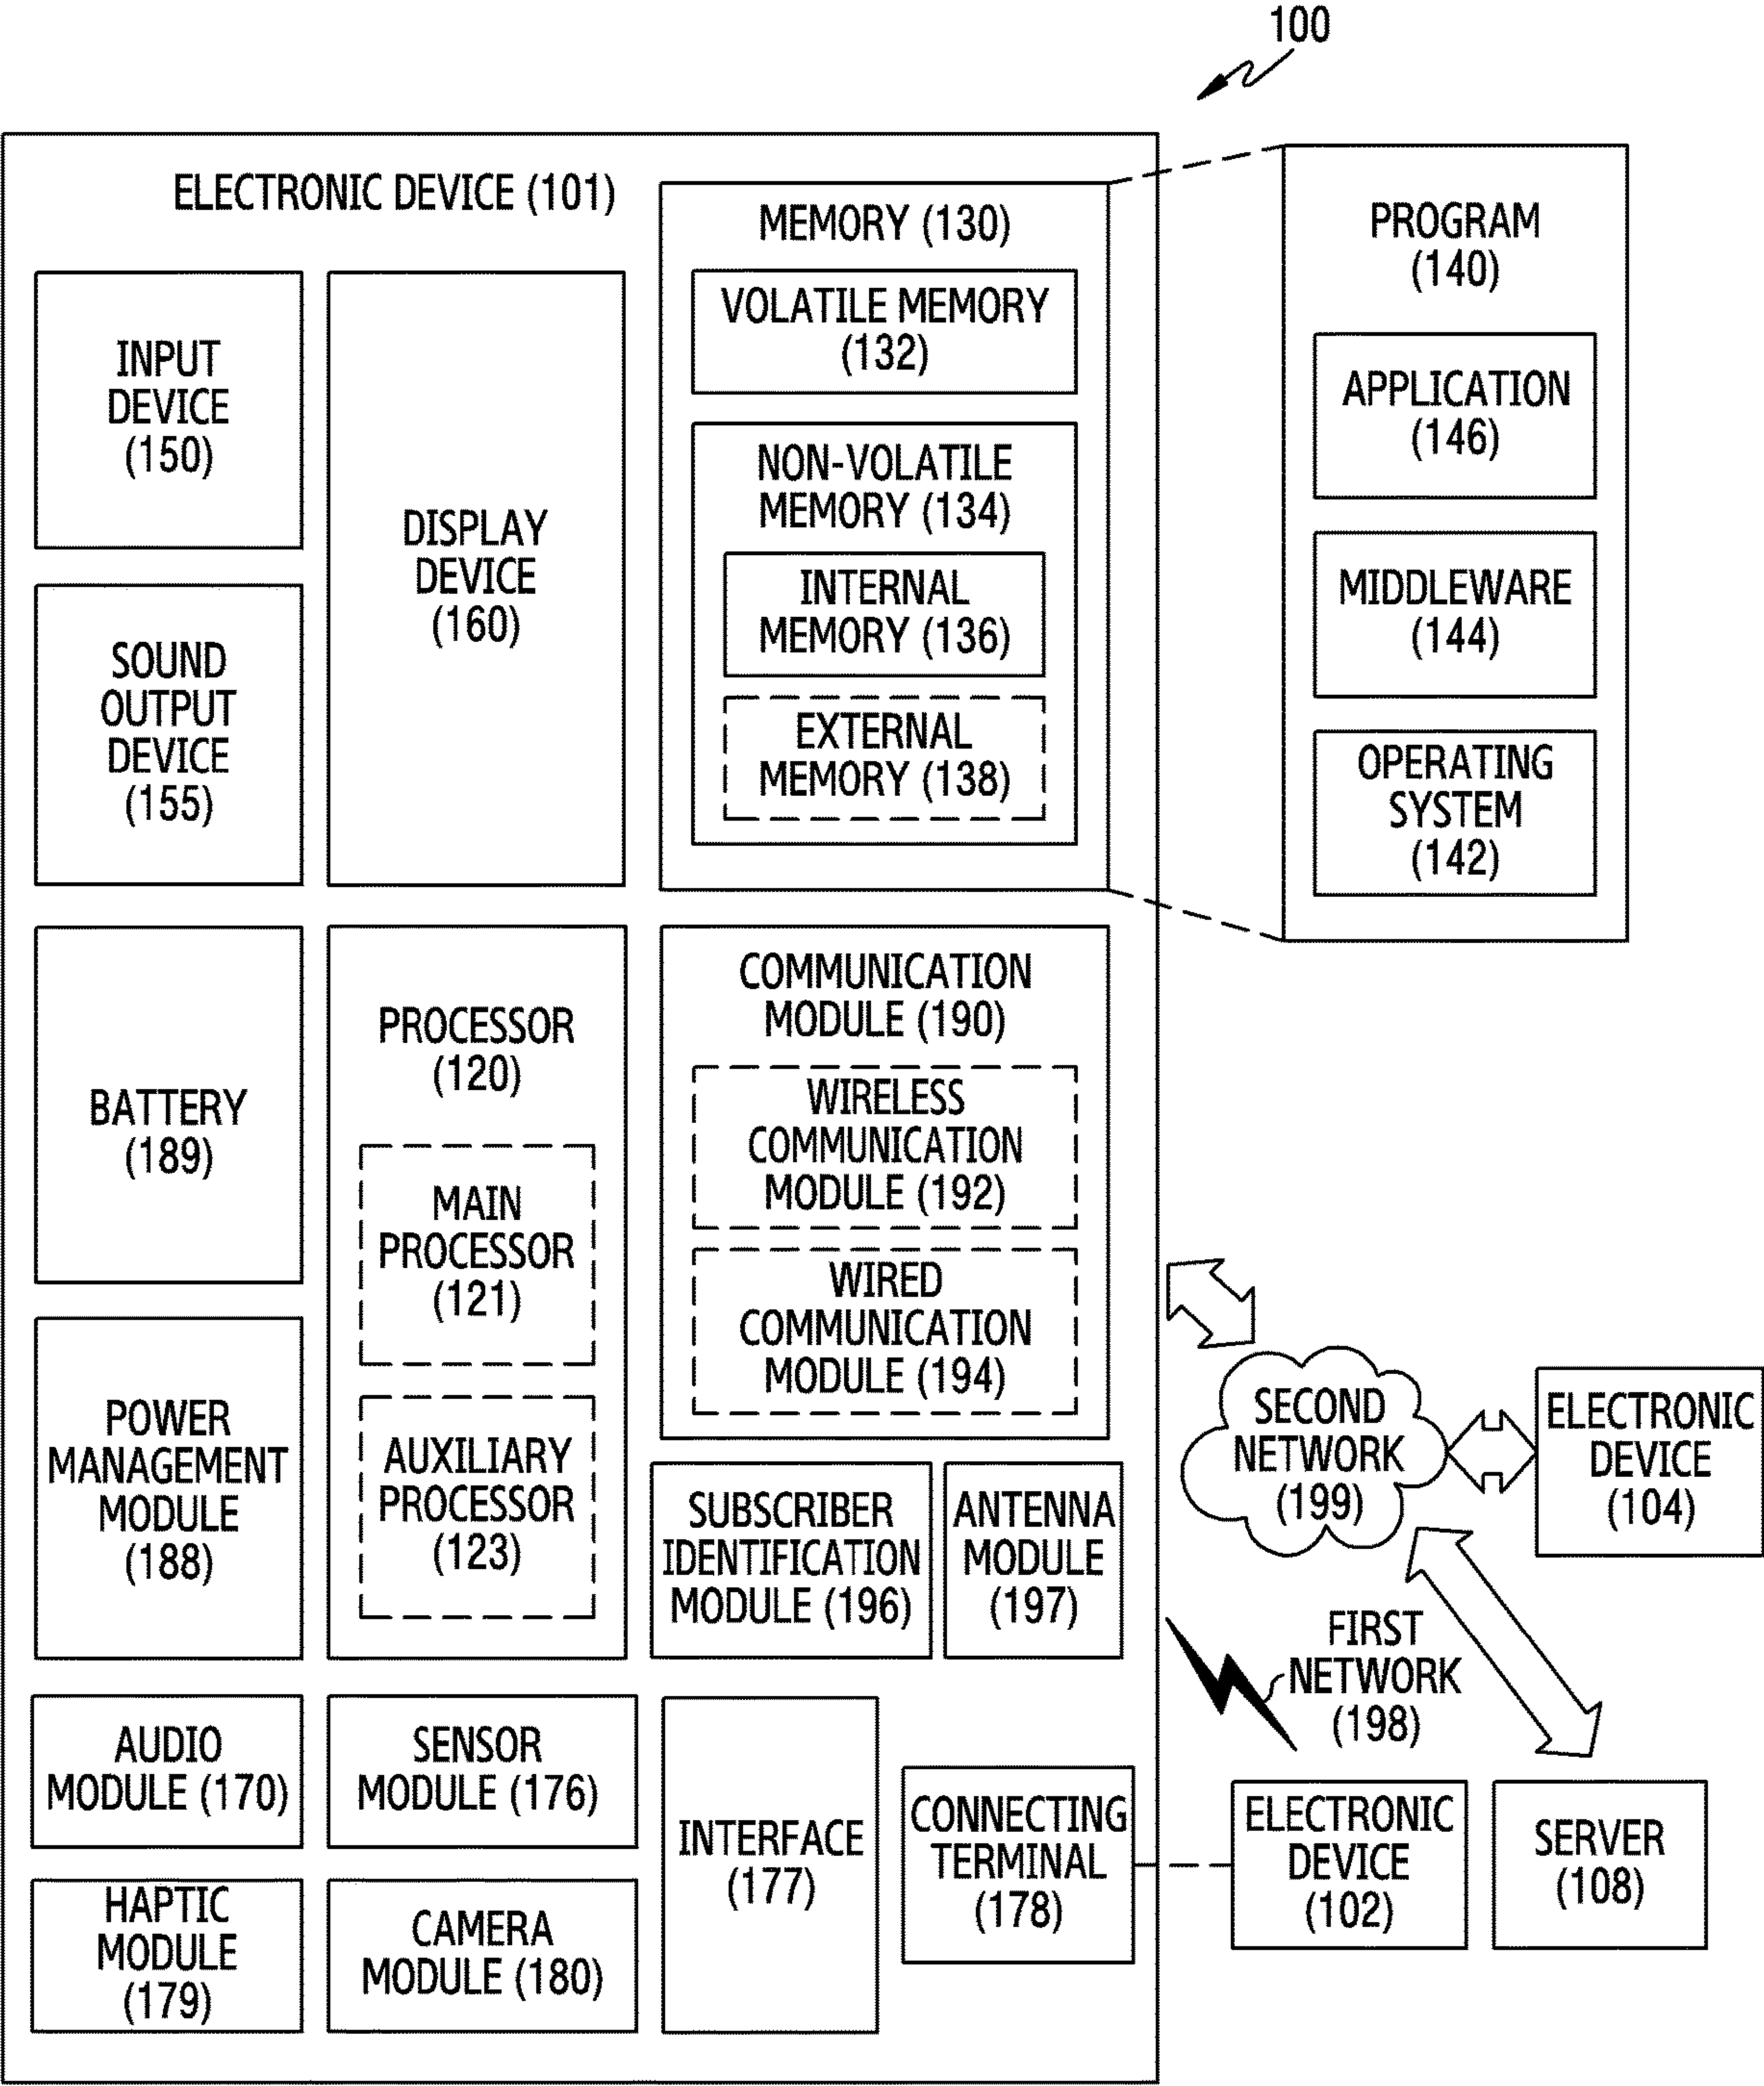 100
ELECTRONIC DEVICE (101)
INPUT
DEVICE
(150)
SOUND
OUTPUT
DEVICE
(155)
DISPLAY
DEVICE
(160)
MEMORY (130)
VOLATILE MEMORY
(132)
NON-VOLATILE
MEMORY (134)
INTERNAL
MEMORY (136)
EXTERNAL
MEMORY (138)
PROGRAM
(140)
APPLICATION
(146)
MIDDLEWARE
(144)
OPERATING
SYSTEM
(142)
BATTERY
(189)
POWER
MANAGEMENT
MODULE
(188)
PROCESSOR
(120)
MAIN
PROCESSOR
(121)
AUXILIARY
PROCESSOR
(123)
COMMUNICATION
MODULE (190)
WIRELESS
COMMUNICATION
MODULE (192)
WIRED
COMMUNICATION
MODULE (194)
SUBSCRIBER
IDENTIFICATION
MODULE (196)
ANTENNA
MODULE
(197)
SECOND
NETWORK
(199)
ELECTRONIC
DEVICE
(104)
FIRST
NETWORK
(198)
AUDIO
MODULE (170)
SENSOR
MODULE (176)
HAPTIC
MODULE
(179)
CAMERA
MODULE (180)
INTERFACE
(177)
CONNECTING
TERMINAL
(178)
ELECTRONIC
DEVICE
(102)
SERVER
(108)